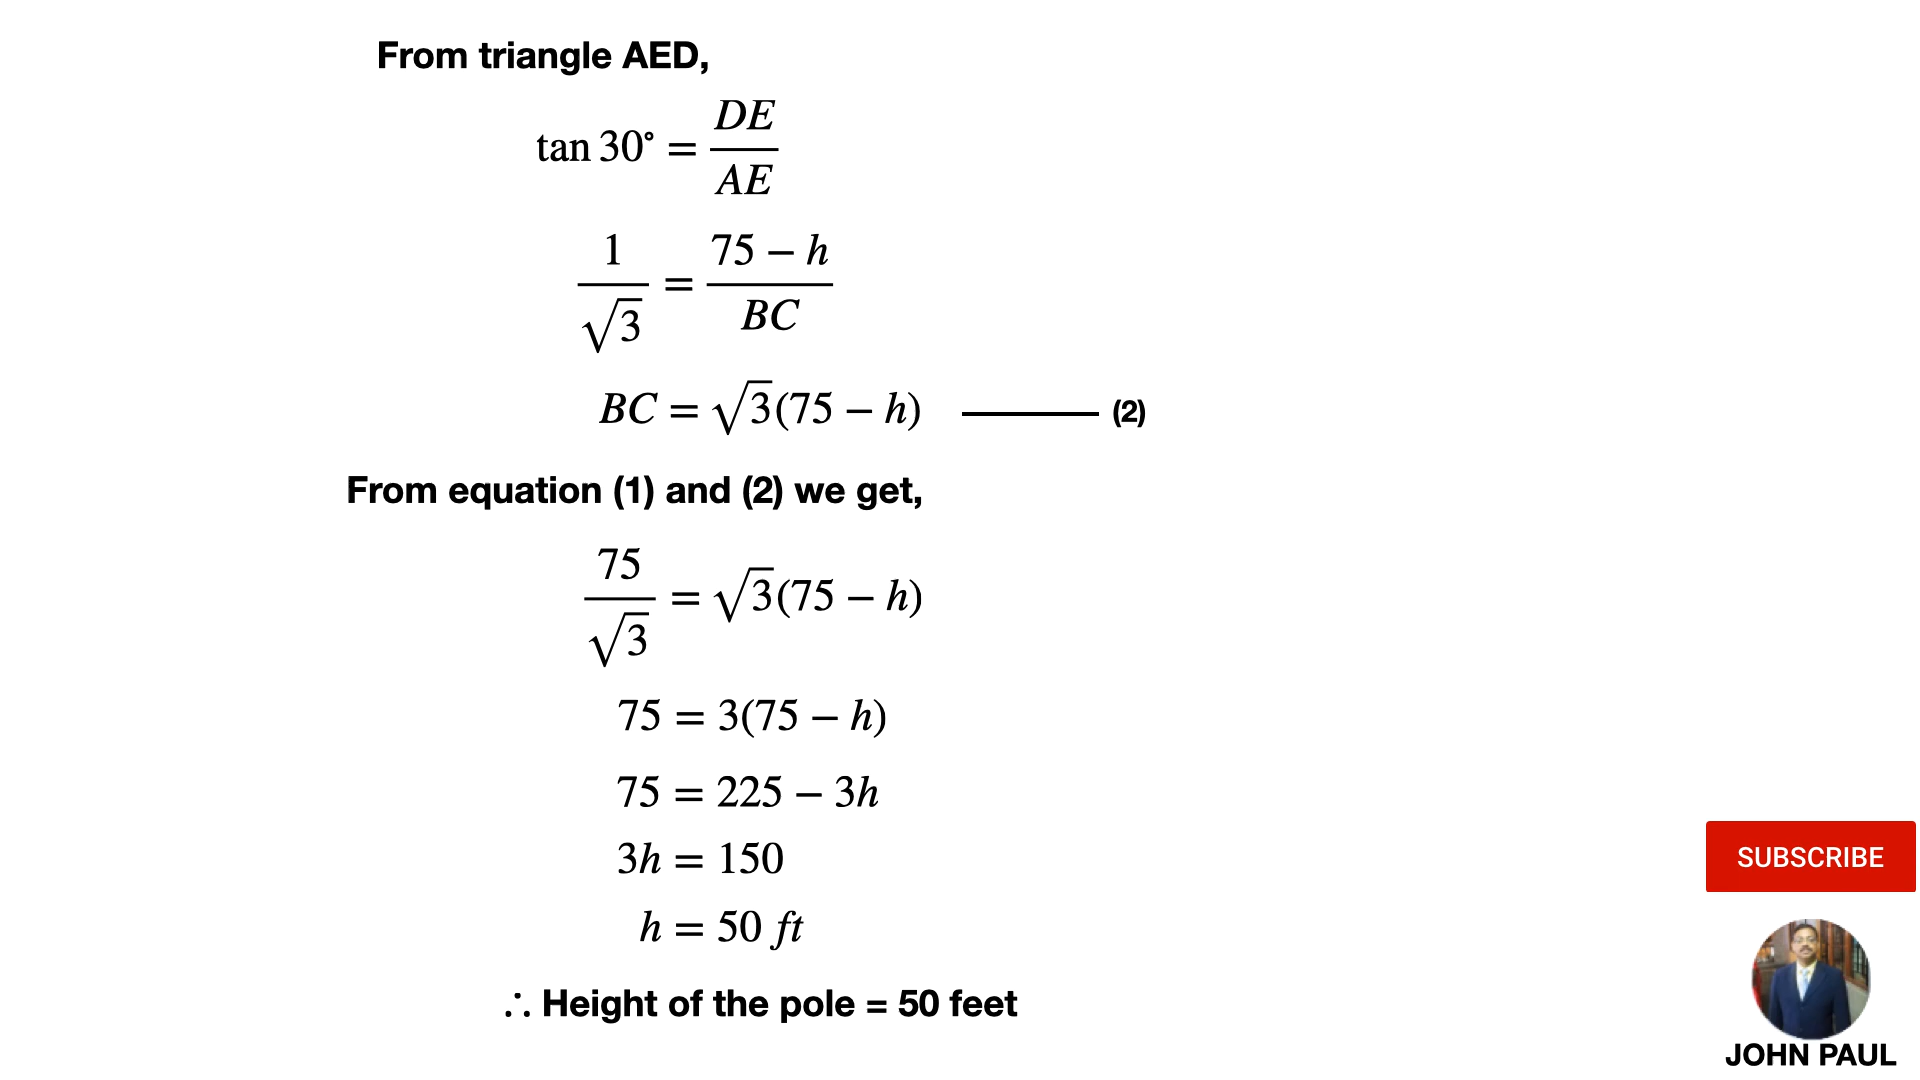 From triangle AED,
tan 30° = DE/AE
1/√3 = (75 − h)/BC
BC = √3(75 − h) ——— (2)
From equation (1) and (2) we get,
75/√3 = √3(75 − h)
75 = 3(75 − h)
75 = 225 − 3h
3h = 150
h = 50 ft
∴ Height of the pole = 50 feet
SUBSCRIBE
JOHN PAUL